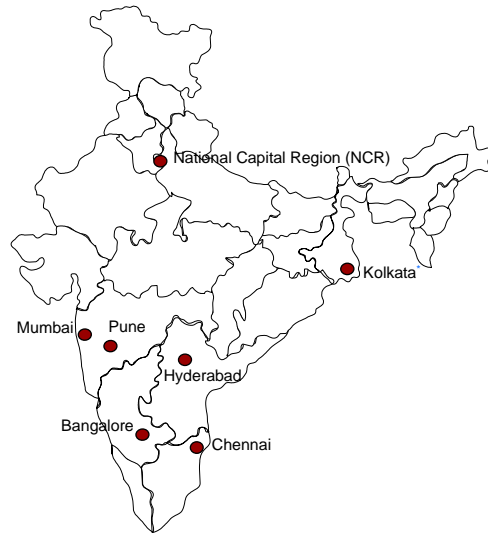 National Capital Region (NCR)
Kolkata
Mumbai
Pune
Hyderabad
Bangalore
Chennai